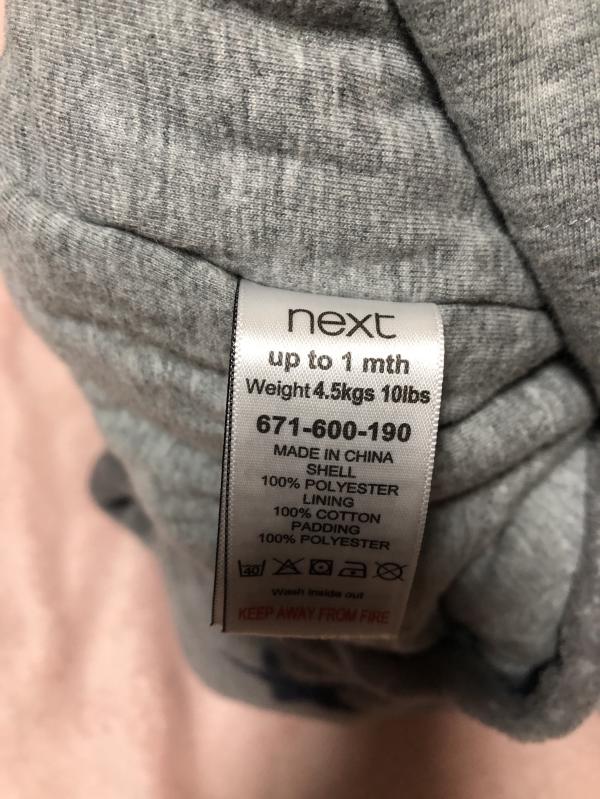 next
up to 1 mth
Weight 4.5kgs 10lbs
671-600-190
MADE IN CHINA
SHELL
100% POLYESTER
LINING
100% COTTON
PADDING
100% POLYESTER
40
Wash inside out
KEEP AWAY FROM FIRE